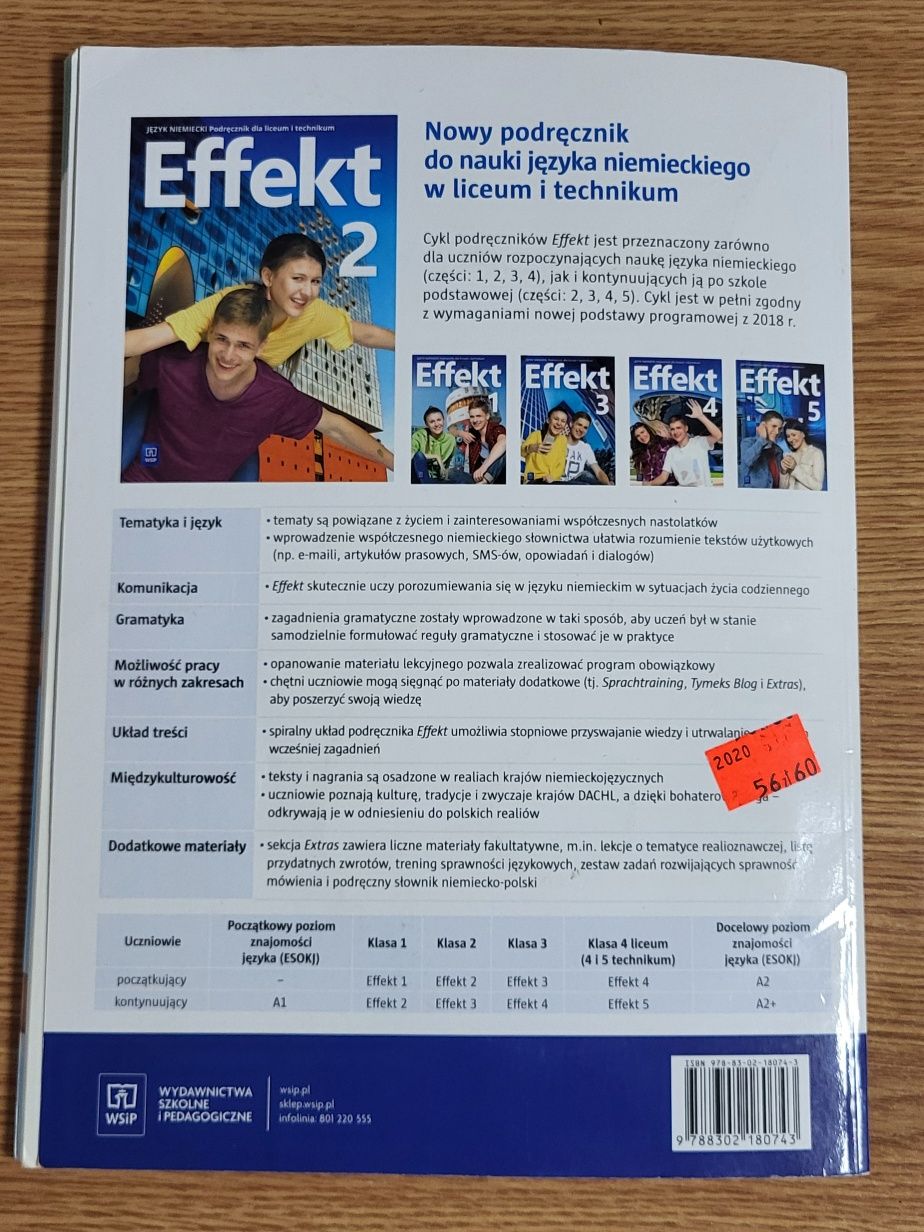 JĘZYK NIEMIECKI Podręcznik dla liceum i technikum
Effekt
2
WSiP
Nowy podręcznik
do nauki języka niemieckiego
w liceum i technikum
Cykl podręczników Effekt jest przeznaczony zarówno
dla uczniów rozpoczynających naukę języka niemieckiego
(części: 1, 2, 3, 4), jak i kontynuujących ją po szkole
podstawowej (części: 2, 3, 4, 5). Cykl jest w pełni zgodny
z wymaganiami nowej podstawy programowej z 2018 r.
Effekt 1
Effekt 3
Effekt 4
Effekt 5
Tematyka i język
• tematy są powiązane z życiem i zainteresowaniami współczesnych nastolatków
• wprowadzenie współczesnego niemieckiego słownictwa ułatwia rozumienie tekstów użytkowych
(np. e-maili, artykułów prasowych, SMS-ów, opowiadań i dialogów)
Komunikacja
• Effekt skutecznie uczy porozumiewania się w języku niemieckim w sytuacjach życia codziennego
Gramatyka
• zagadnienia gramatyczne zostały wprowadzone w taki sposób, aby uczeń był w stanie
samodzielnie formułować reguły gramatyczne i stosować je w praktyce
Możliwość pracy
w różnych zakresach
• opanowanie materiału lekcyjnego pozwala zrealizować program obowiązkowy
• chętni uczniowie mogą sięgnąć po materiały dodatkowe (tj. Sprachtraining, Tymeks Blog i Extras),
aby poszerzyć swoją wiedzę
Układ treści
• spiralny układ podręcznika Effekt umożliwia stopniowe przyswajanie wiedzy i
wcześniej zagadnień
Międzykulturowość
• teksty i nagrania są osadzone w realiach krajów niemieckojęzycznych
• uczniowie poznają kulturę, tradycje i zwyczaje krajów DACHL, a dzięki
odkrywają je w odniesieniu do polskich realiów
Dodatkowe materiały
• sekcja Extras zawiera liczne materiały fakultatywne, m.in. lekcje o tematyce realioznawczej, listę
przydatnych zwrotów, trening sprawności językowych, zestaw zadań rozwijających sprawność
mówienia i podręczny słownik niemiecko-polski
2020
56 zł 60
Uczniowie
Początkowy poziom
znajomości
języka (ESOKJ)
Klasa 1
Klasa 2
Klasa 3
Klasa 4 liceum
(4 i 5 technikum)
Docelowy poziom
znajomości
języka (ESOKJ)
początkujący – Effekt 1 Effekt 2 Effekt 3 Effekt 4 A2
kontynuujący A1 Effekt 2 Effekt 3 Effekt 4 Effekt 5 A2+
WSiP
WYDAWNICTWA
SZKOLNE
i PEDAGOGICZNE
wsip.pl
sklep.wsip.pl
infolinia: 801 220 555
ISBN 978-83-02-18074-3
9 788302 180743